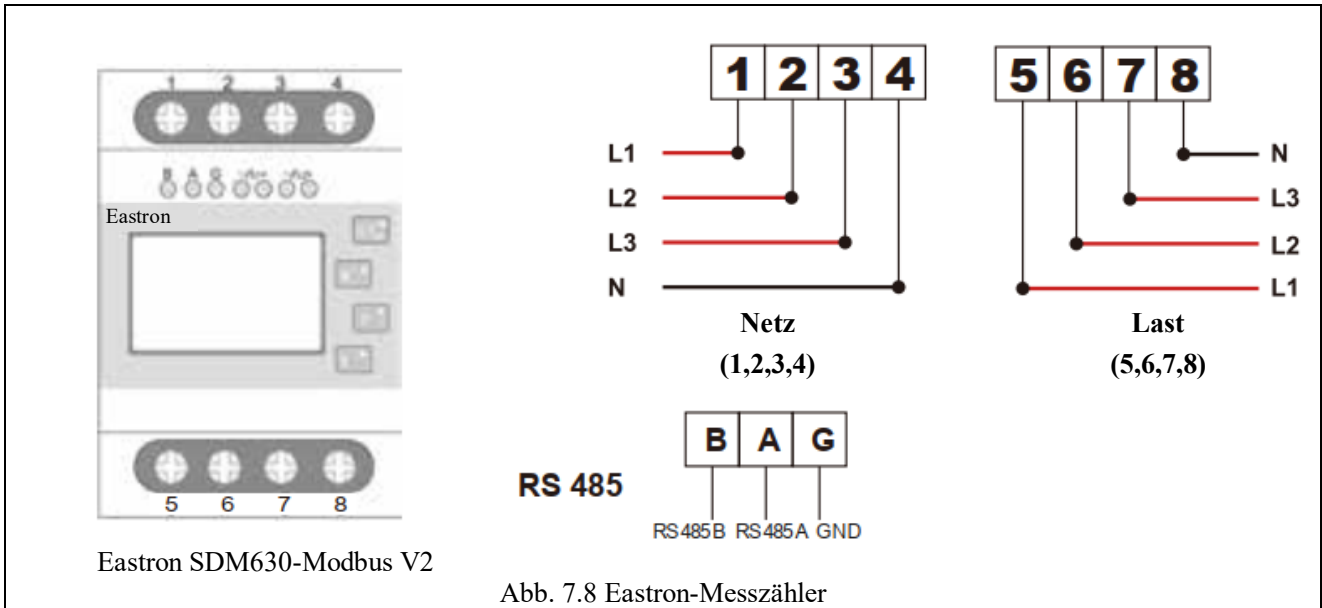 1 2 3 4
B A G
Eastron
5 6 7 8
Eastron SDM630-Modbus V2
1 2 3 4
L1
L2
L3
N
Netz
(1,2,3,4)
5 6 7 8
N
L3
L2
L1
Last
(5,6,7,8)
RS 485
B A G
RS485B RS485A GND
Abb. 7.8 Eastron-Messzähler